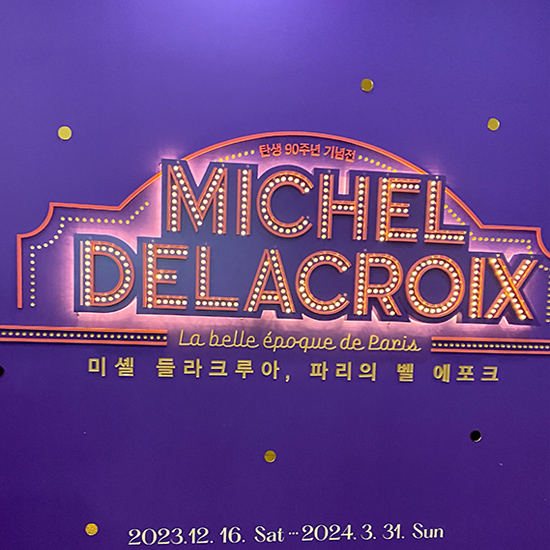 탄생 90주년 기념전
MICHEL
DELACROIX
La belle époque de Paris
미셸 들라크루아, 파리의 벨 에포크
2023.12. 16. Sat ··· 2024. 3. 31. Sun